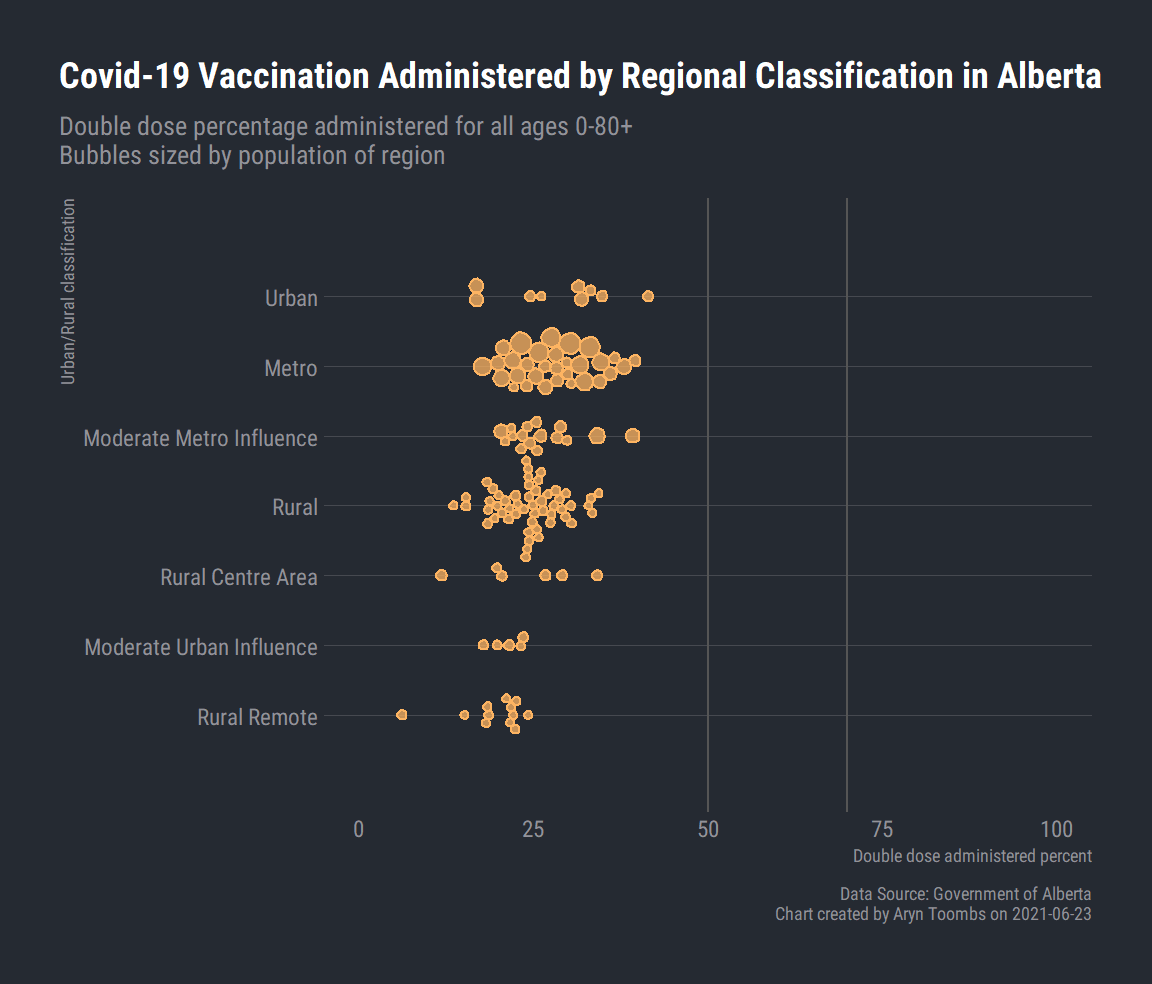 Covid-19 Vaccination Administered by Regional Classification in Alberta
Double dose percentage administered for all ages 0-80+
Bubbles sized by population of region
Urban/Rural classification
Urban
Metro
Moderate Metro Influence
Rural
Rural Centre Area
Moderate Urban Influence
Rural Remote
0 25 50 75 100
Double dose administered percent
Data Source: Government of Alberta
Chart created by Aryn Toombs on 2021-06-23